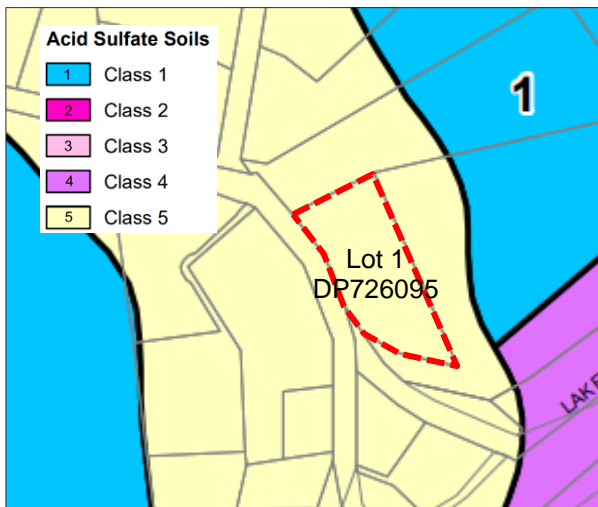 Acid Sulfate Soils
1 Class 1
2 Class 2
3 Class 3
4 Class 4
5 Class 5
1
Lot 1
DP726095
LAKE